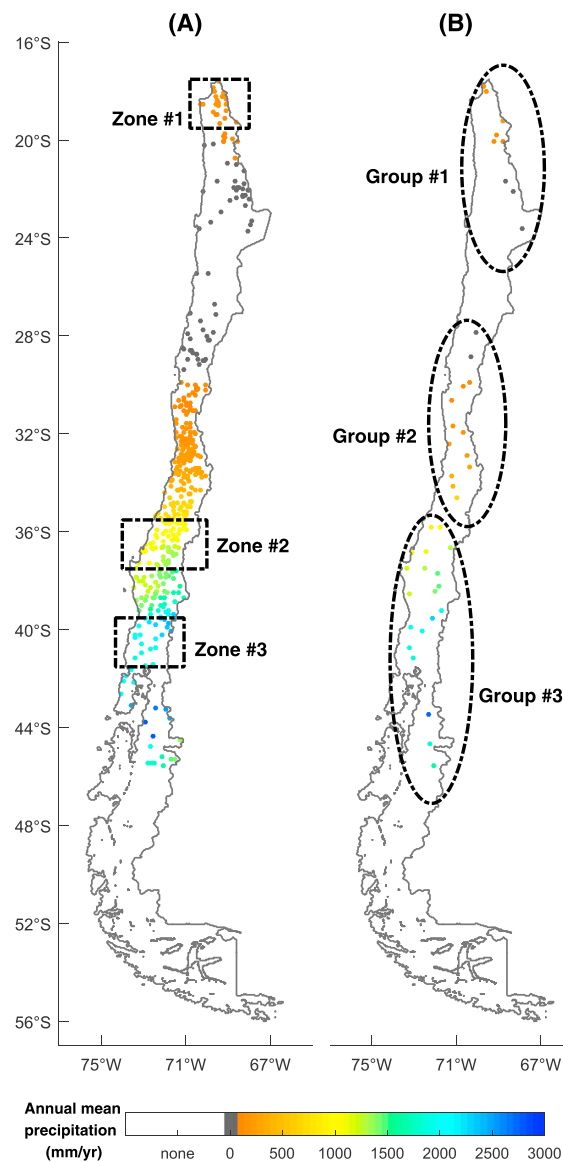 (A) (B)
16°S
Zone #1
20°S
Group #1
24°S
28°S
32°S
Group #2
36°S
Zone #2
40°S
Zone #3
Group #3
44°S
48°S
52°S
56°S
75°W 71°W 67°W 75°W 71°W 67°W
Annual mean
precipitation
(mm/yr)
none 0 500 1000 1500 2000 2500 3000